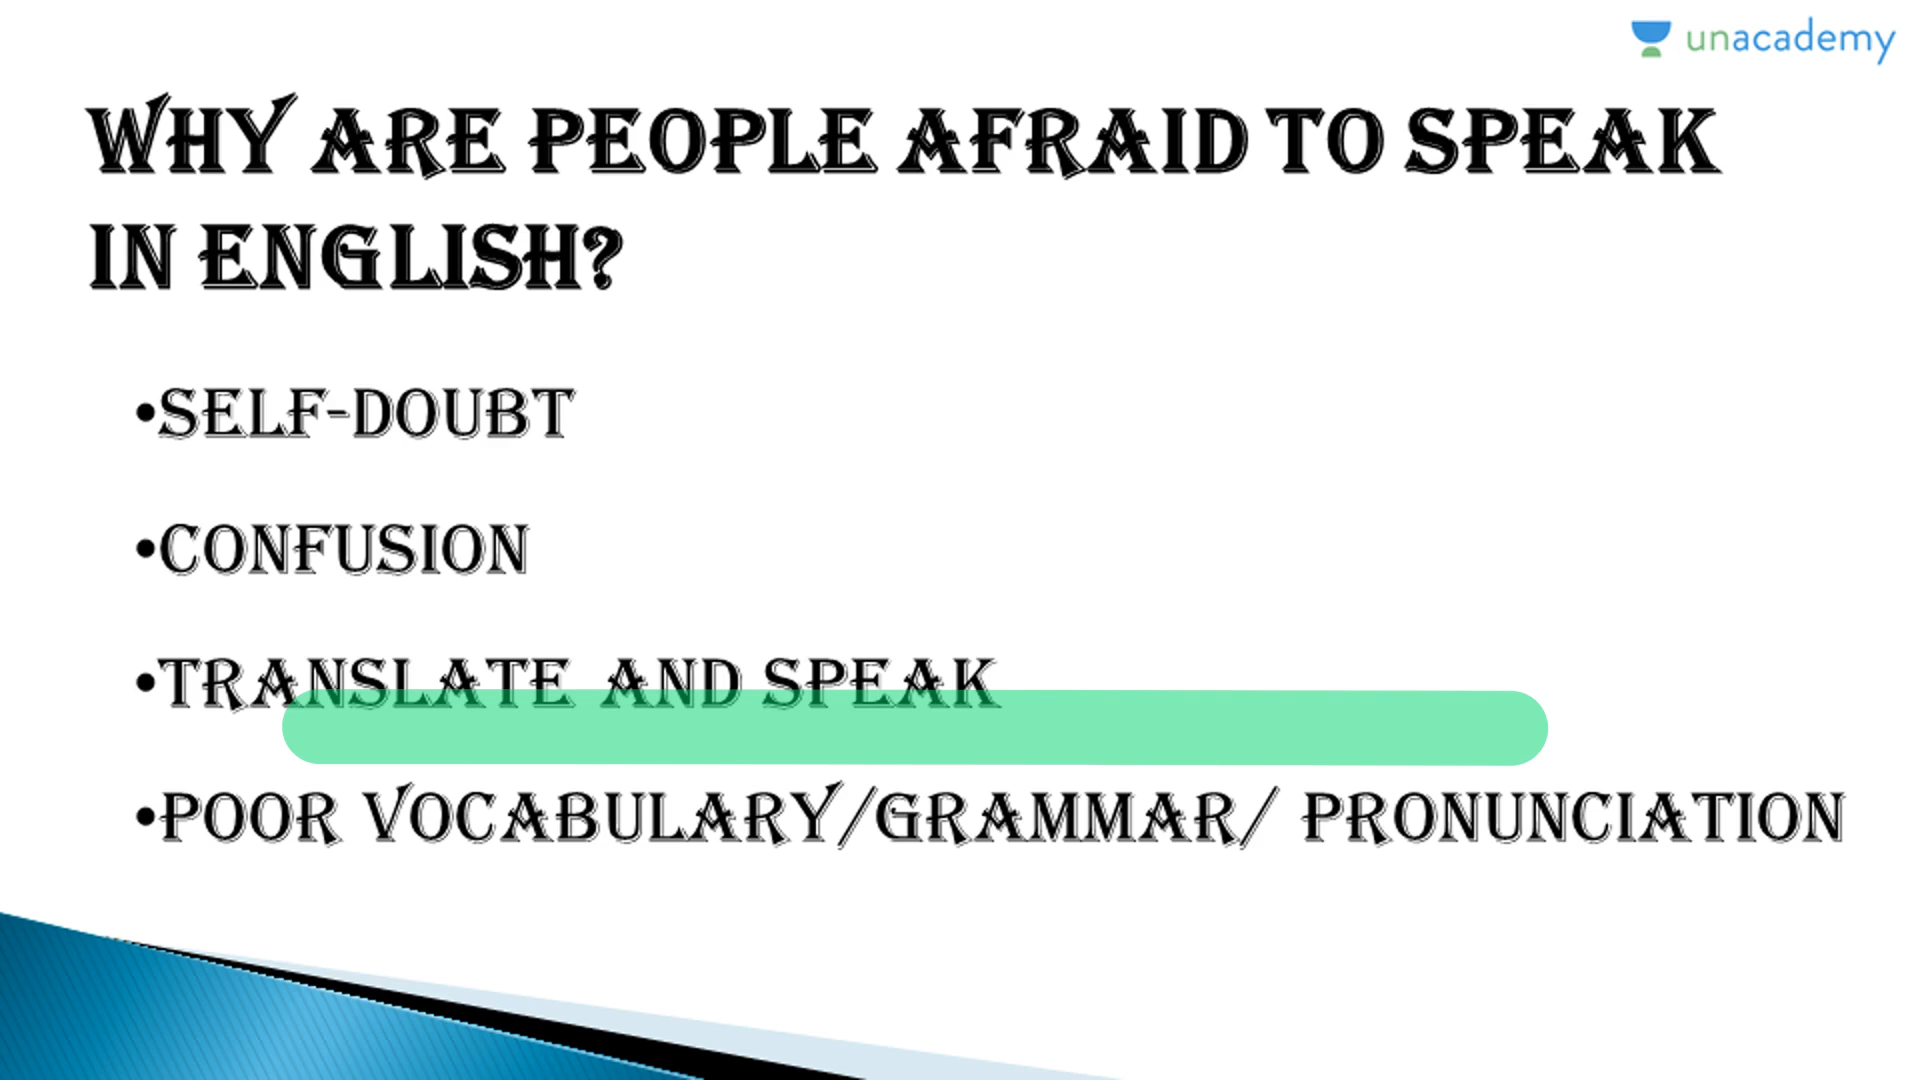 unacademy
WHY ARE PEOPLE AFRAID TO SPEAK
IN ENGLISH?
•SELF-DOUBT
•CONFUSION
•TRANSLATE AND SPEAK
•POOR VOCABULARY/GRAMMAR/ PRONUNCIATION